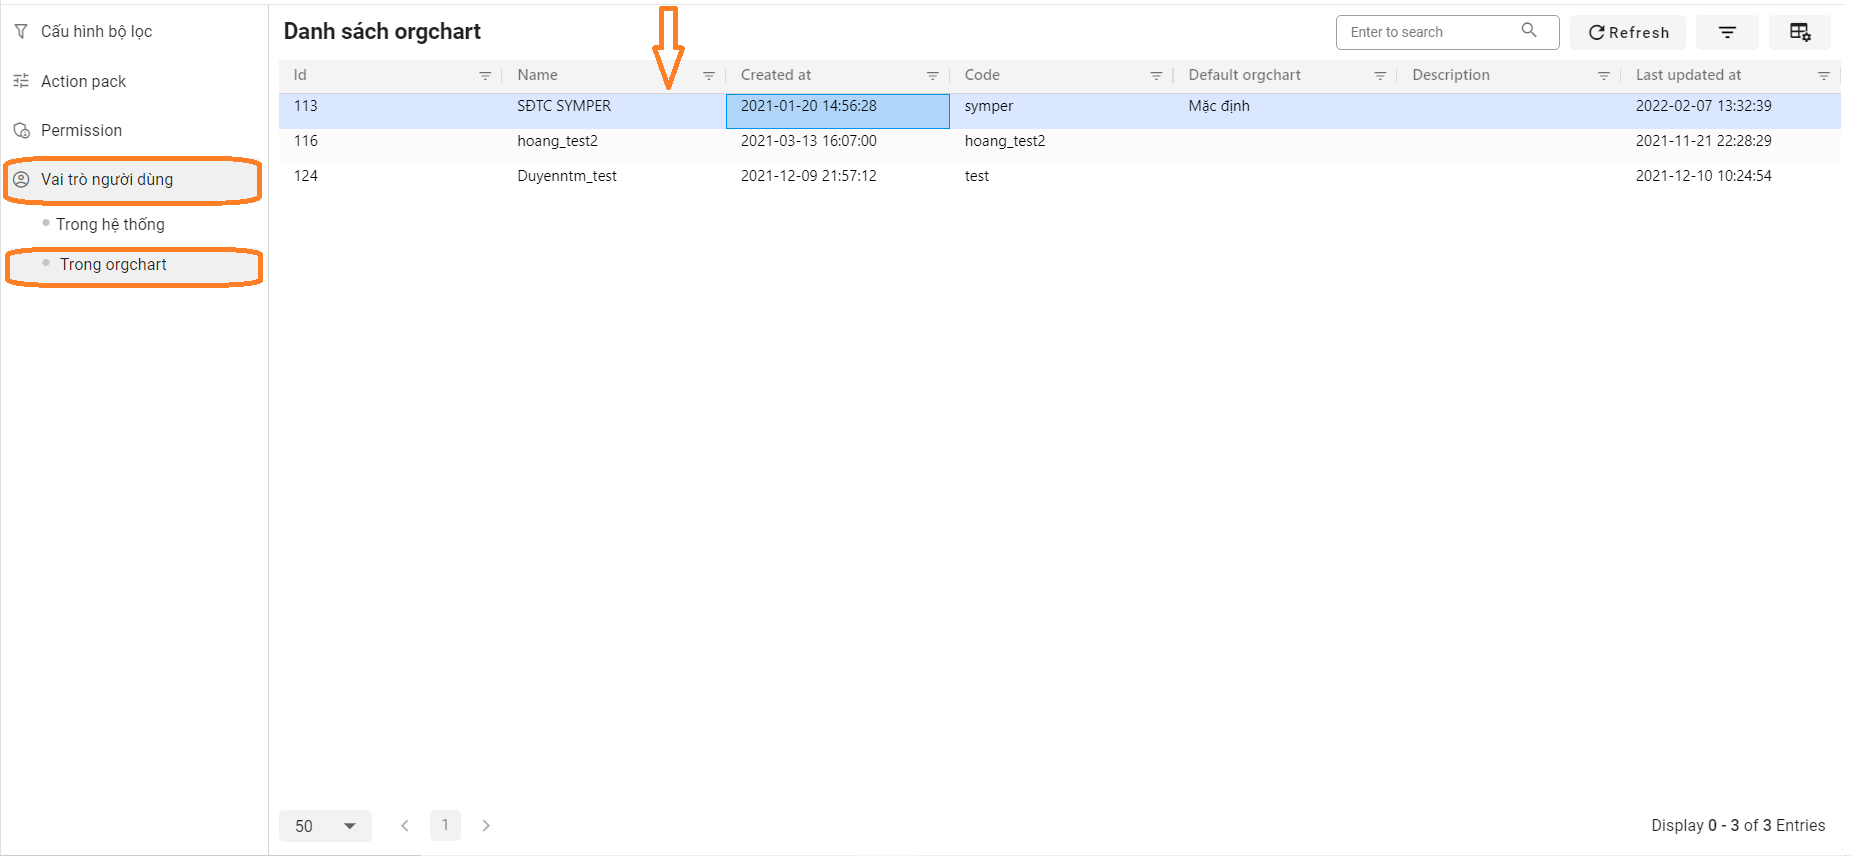 Cấu hình bộ lọc
Action pack
Permission
Vai trò người dùng
Trong hệ thống
Trong orgchart
Danh sách orgchart
Enter to search
Refresh
Id Name Created at Code Default orgchart Description Last updated at
113 SĐTC SYMPER 2021-01-20 14:56:28 symper Mặc định 2022-02-07 13:32:39
116 hoang_test2 2021-03-13 16:07:00 hoang_test2 2021-11-21 22:28:29
124 Duyenntm_test 2021-12-09 21:57:12 test 2021-12-10 10:24:54
50 1 Display 0 - 3 of 3 Entries